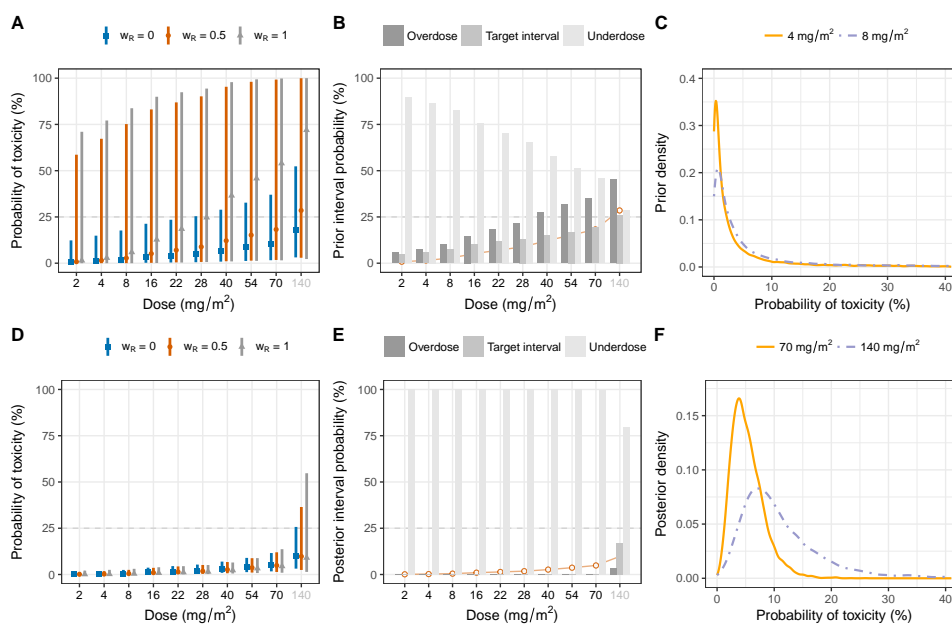 A
w_R = 0
w_R = 0.5
w_R = 1
Probability of toxicity (%)
100
75
50
25
0
2 4 8 16 22 28 40 54 70 140
Dose (mg/m²)
B
Overdose
Target interval
Underdose
Prior interval probability (%)
100
75
50
25
0
2 4 8 16 22 28 40 54 70 140
Dose (mg/m²)
C
4 mg/m²
8 mg/m²
Prior density
0.4
0.3
0.2
0.1
0.0
0 10 20 30 40
Probability of toxicity (%)
D
w_R = 0
w_R = 0.5
w_R = 1
Probability of toxicity (%)
100
75
50
25
0
2 4 8 16 22 28 40 54 70 140
Dose (mg/m²)
E
Overdose
Target interval
Underdose
Posterior interval probability (%)
100
75
50
25
0
2 4 8 16 22 28 40 54 70 140
Dose (mg/m²)
F
70 mg/m²
140 mg/m²
Posterior density
0.15
0.10
0.05
0.00
0 10 20 30 40
Probability of toxicity (%)